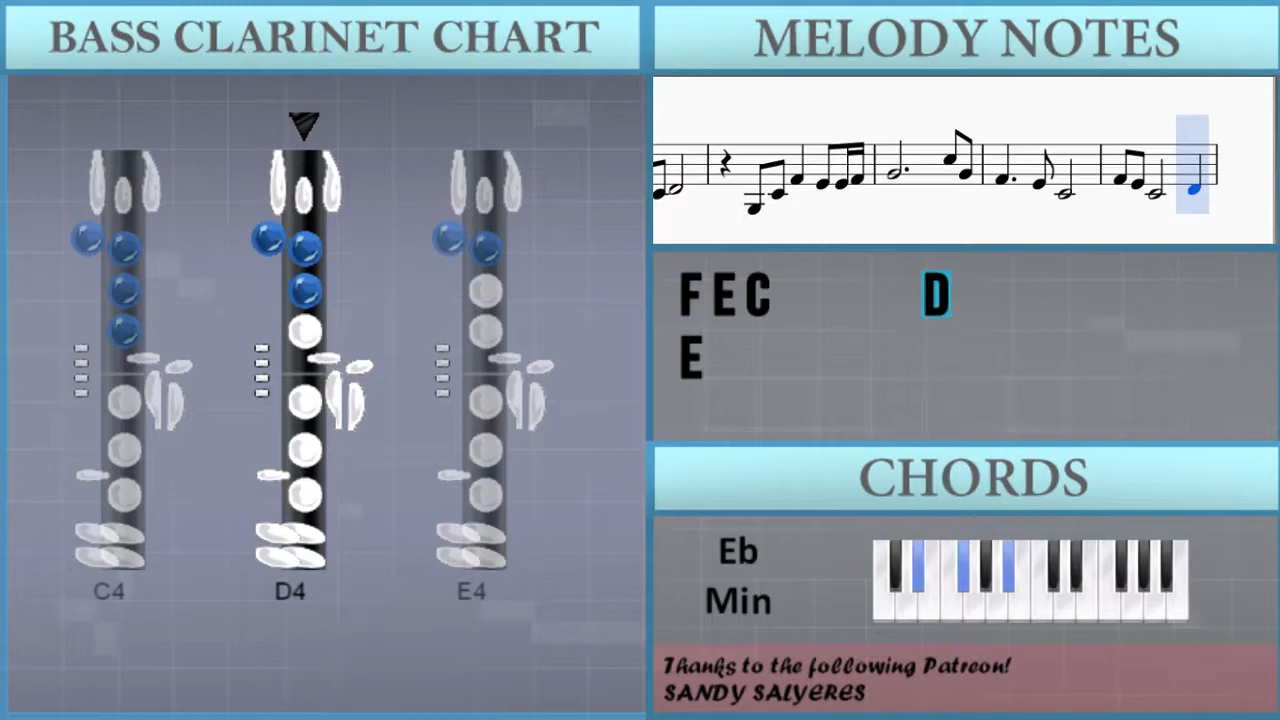 BASS CLARINET CHART
C4 D4 E4
MELODY NOTES
F E C D
E
CHORDS
Eb
Min
Thanks to the following Patreon!
SANDY SALYERES